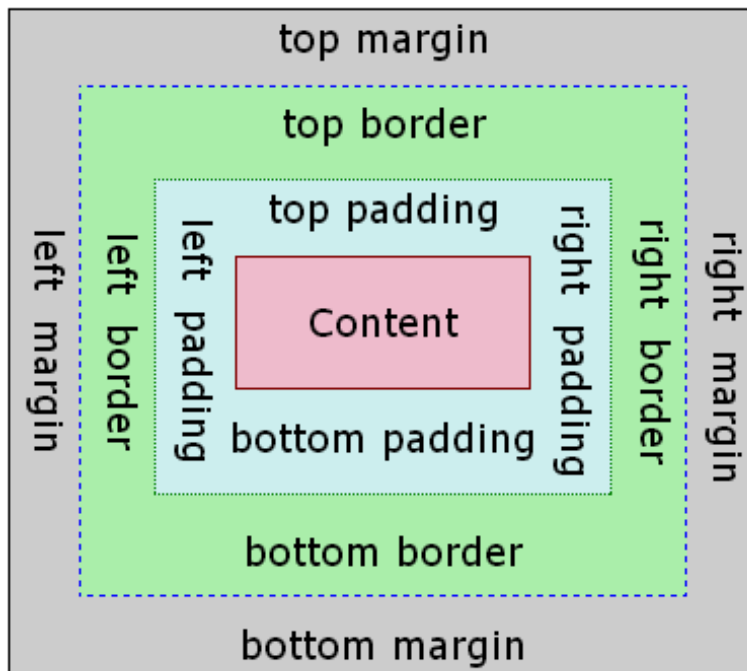 top margin
top border
top padding
left margin
left border
left padding
Content
right padding
right border
right margin
bottom padding
bottom border
bottom margin